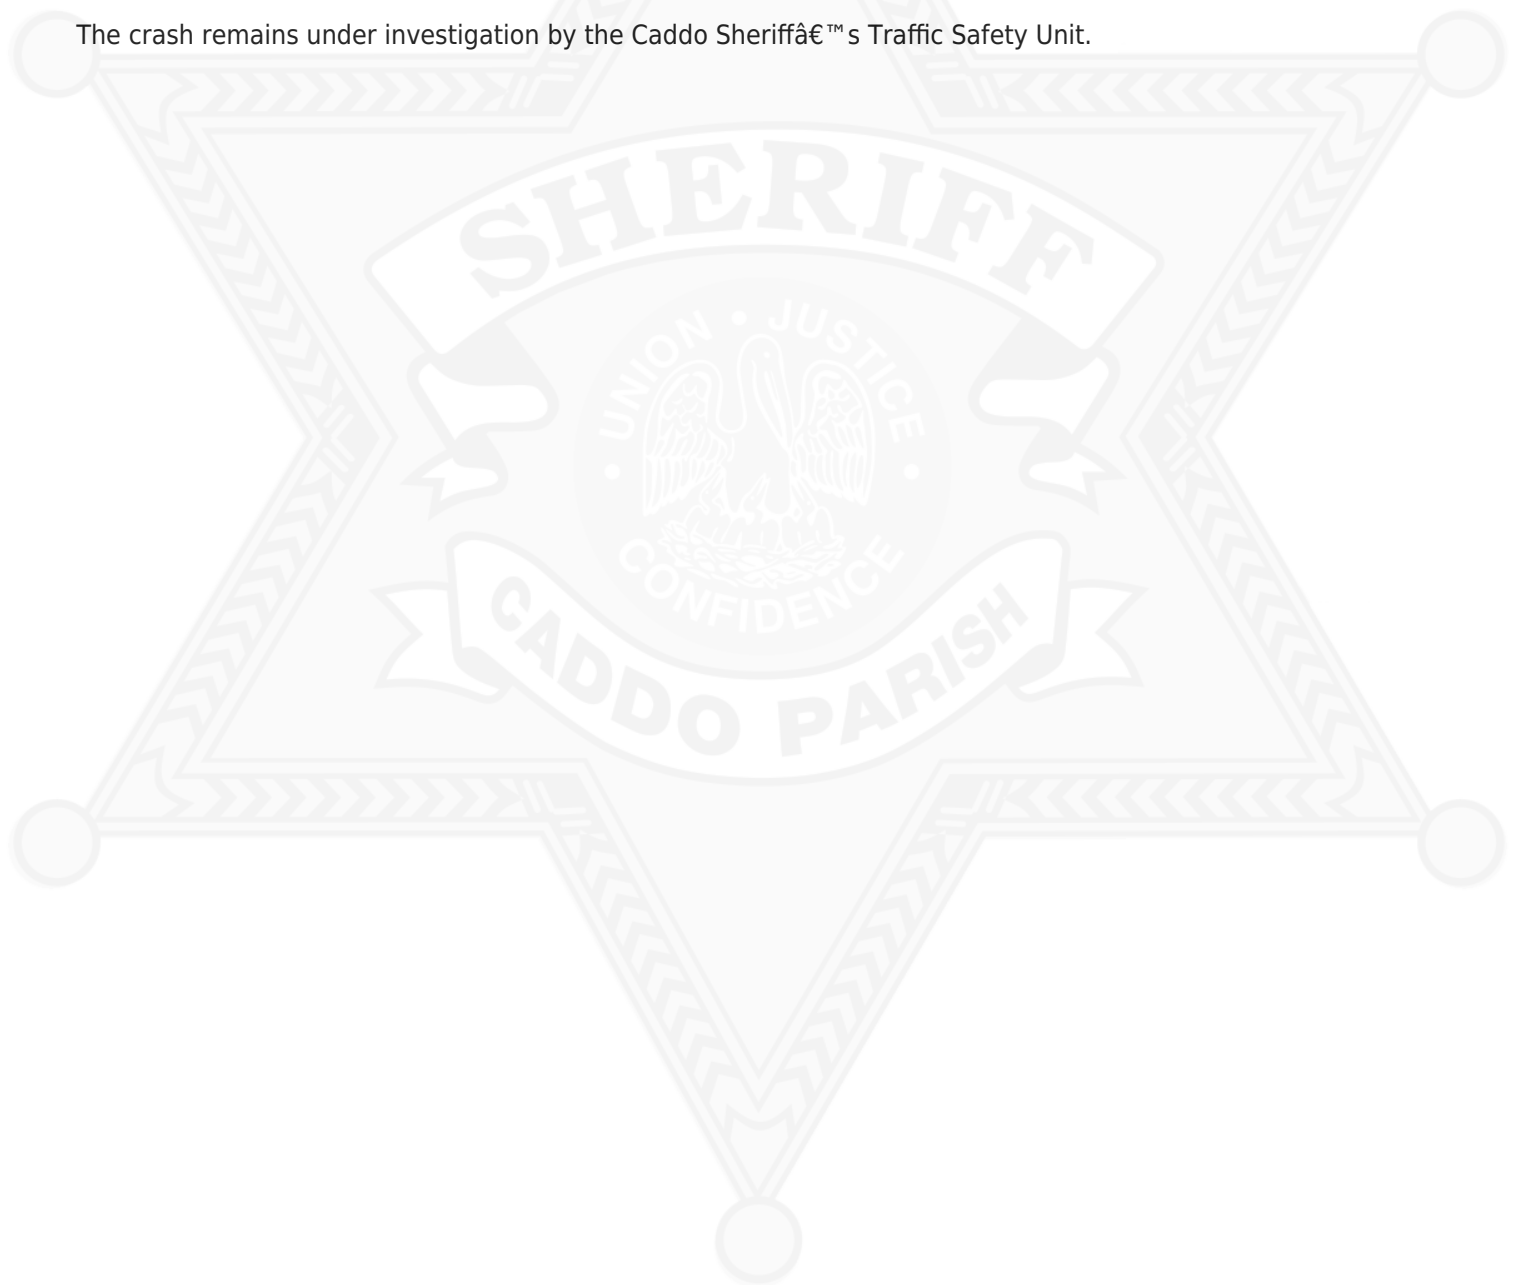 The crash remains under investigation by the Caddo Sheriffâ€™s Traffic Safety Unit.
SHERIFF
UNION • JUSTICE
• CONFIDENCE •
CADDO PARISH